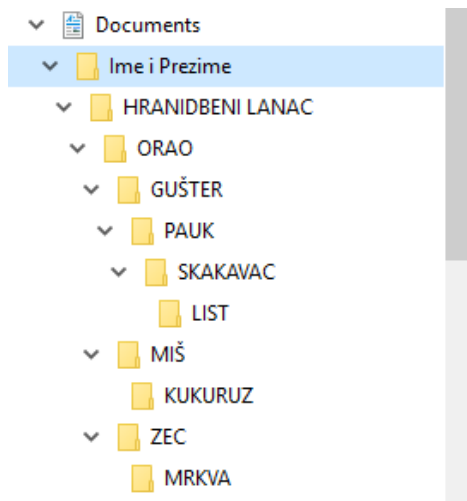 Documents
Ime i Prezime
HRANIDBENI LANAC
ORAO
GUŠTER
PAUK
SKAKAVAC
LIST
MIŠ
KUKURUZ
ZEC
MRKVA